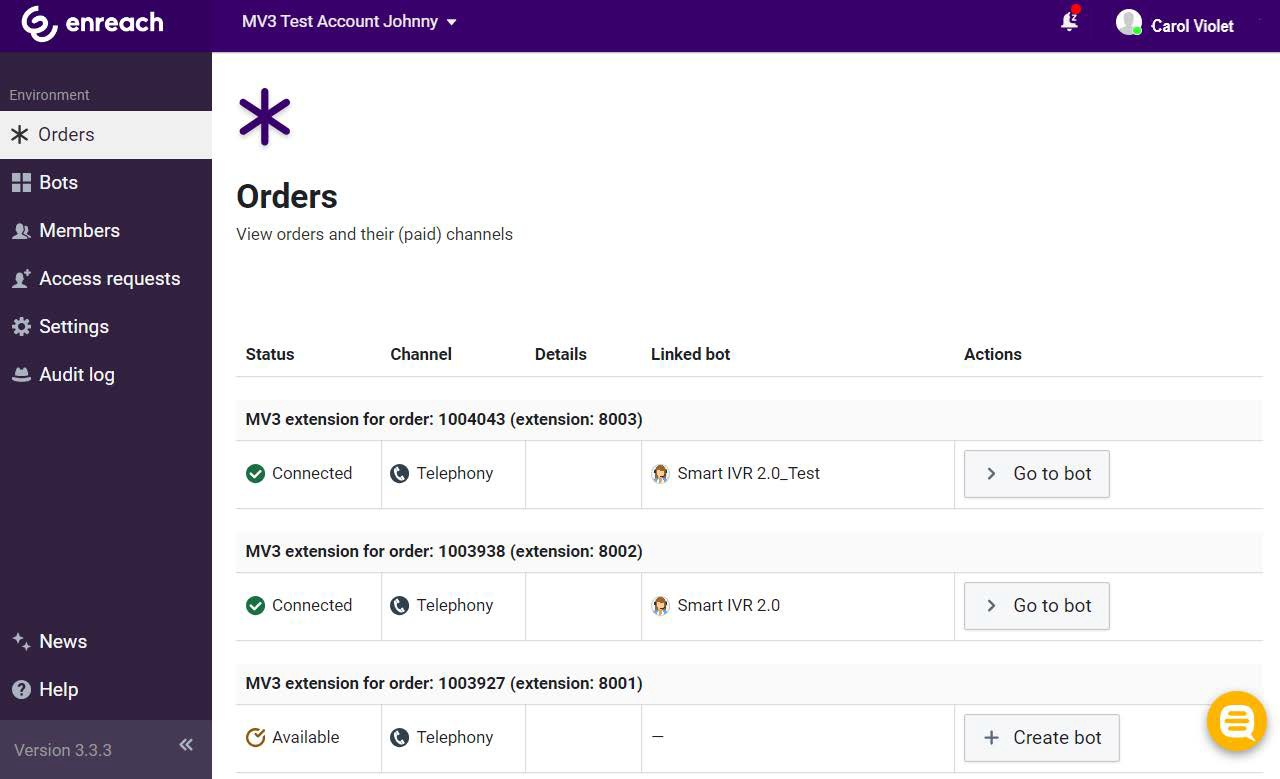 enreach
MV3 Test Account Johnny
Carol Violet
Environment
Orders
Bots
Members
Access requests
Settings
Audit log
News
Help
Version 3.3.3
Orders
View orders and their (paid) channels
Status Channel Details Linked bot Actions
MV3 extension for order: 1004043 (extension: 8003)
Connected Telephony Smart IVR 2.0_Test Go to bot
MV3 extension for order: 1003938 (extension: 8002)
Connected Telephony Smart IVR 2.0 Go to bot
MV3 extension for order: 1003927 (extension: 8001)
Available Telephony — Create bot